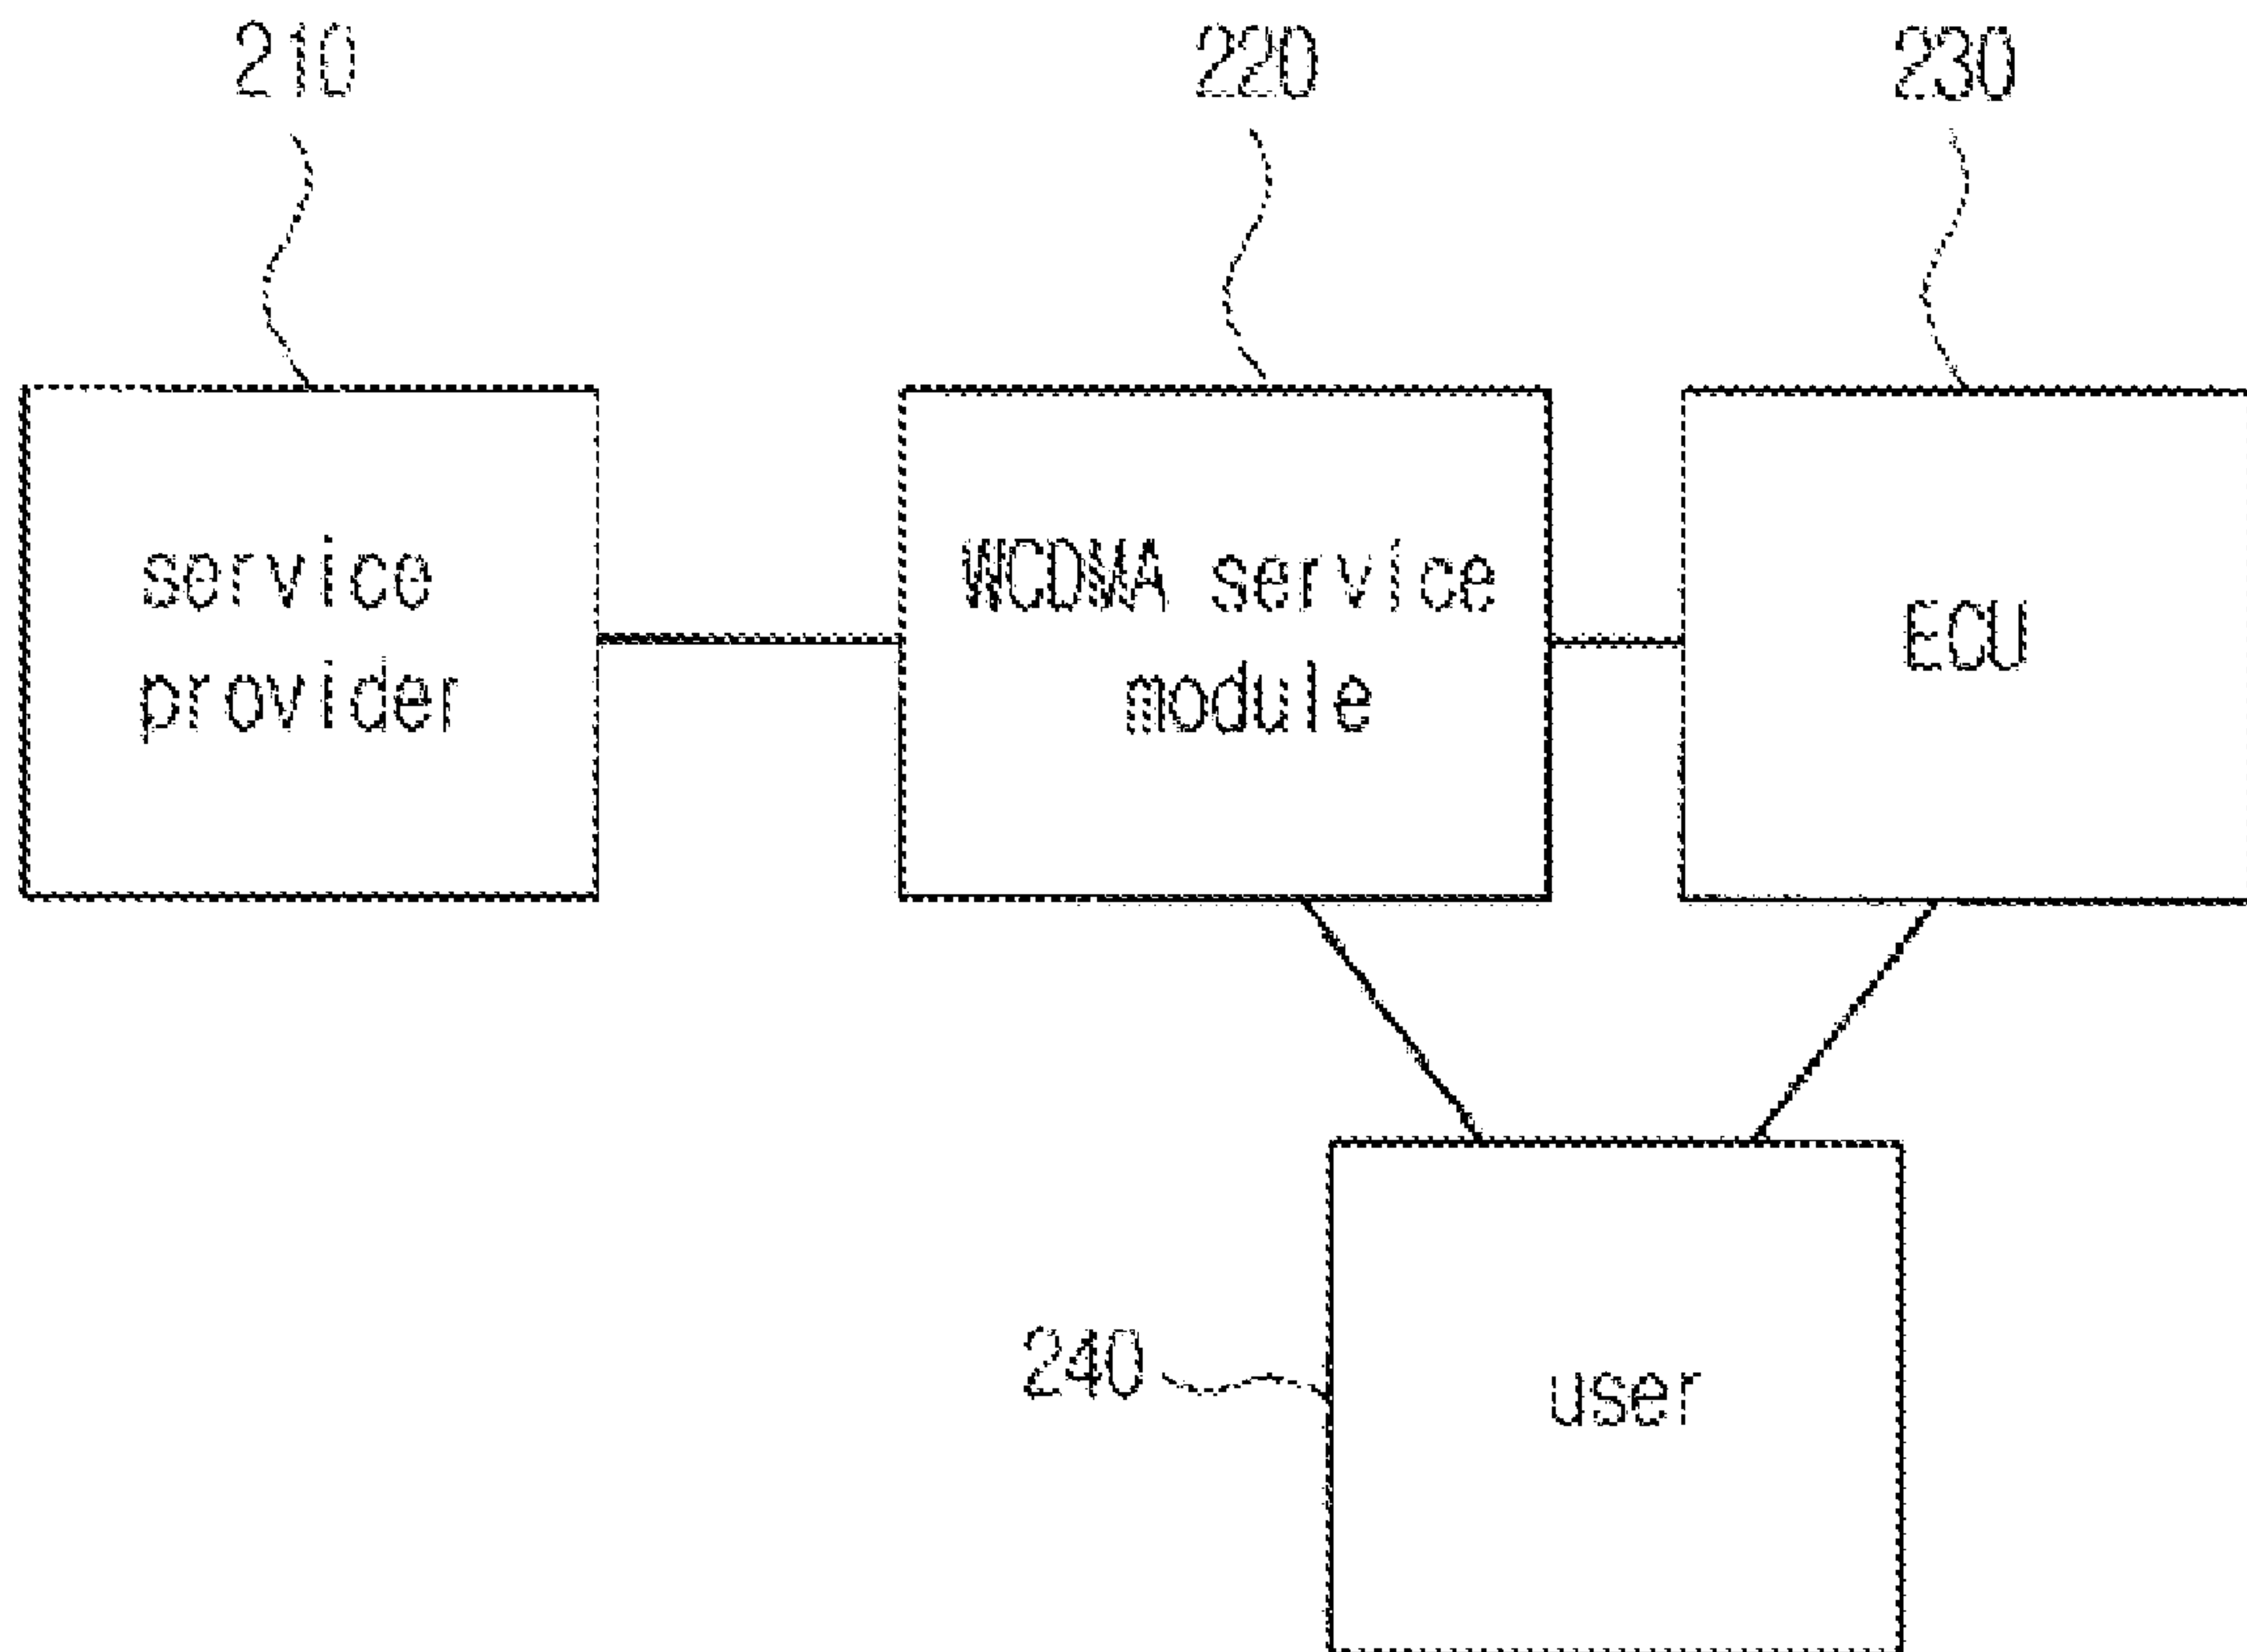 210
220
230
service
provider
WCDMA service
module
ECU
240
user